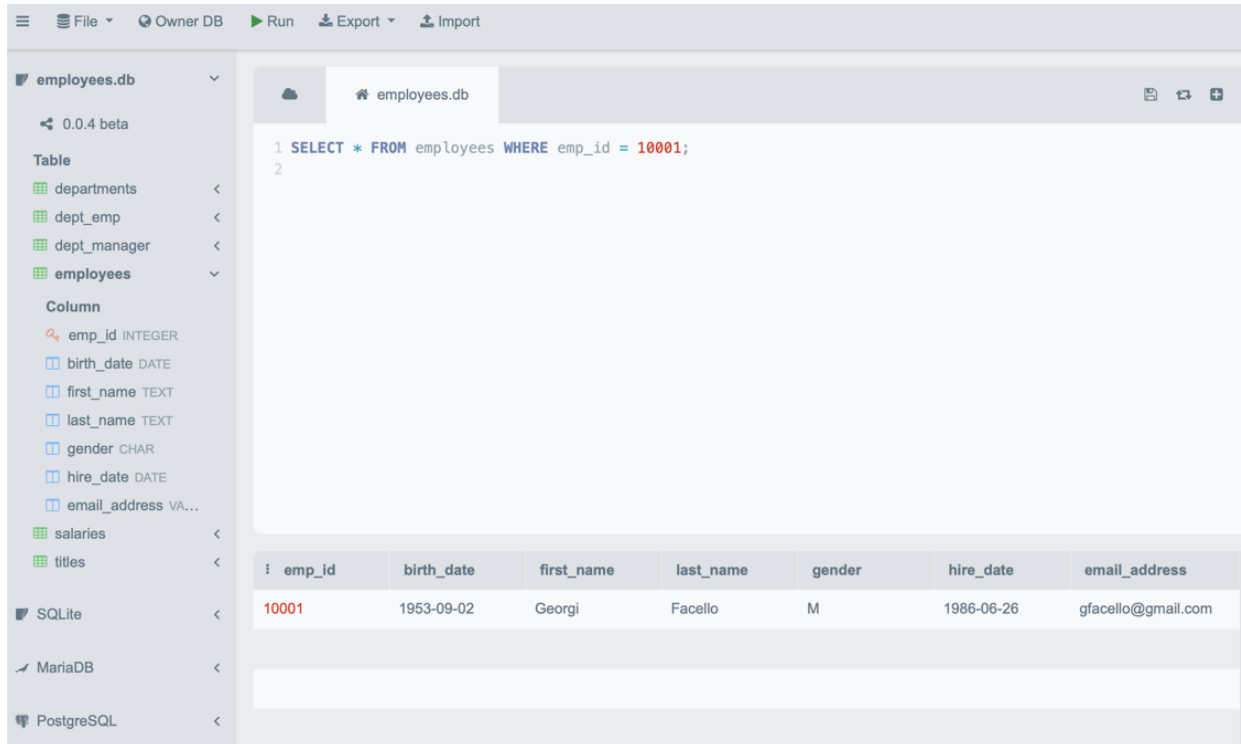 File Owner DB Run Export Import
employees.db
0.0.4 beta
Table
departments
dept_emp
dept_manager
employees
Column
emp_id INTEGER
birth_date DATE
first_name TEXT
last_name TEXT
gender CHAR
hire_date DATE
email_address VA...
salaries
titles
SQLite
MariaDB
PostgreSQL
employees.db
1 SELECT * FROM employees WHERE emp_id = 10001;
2
emp_id birth_date first_name last_name gender hire_date email_address
10001 1953-09-02 Georgi Facello M 1986-06-26 gfacello@gmail.com